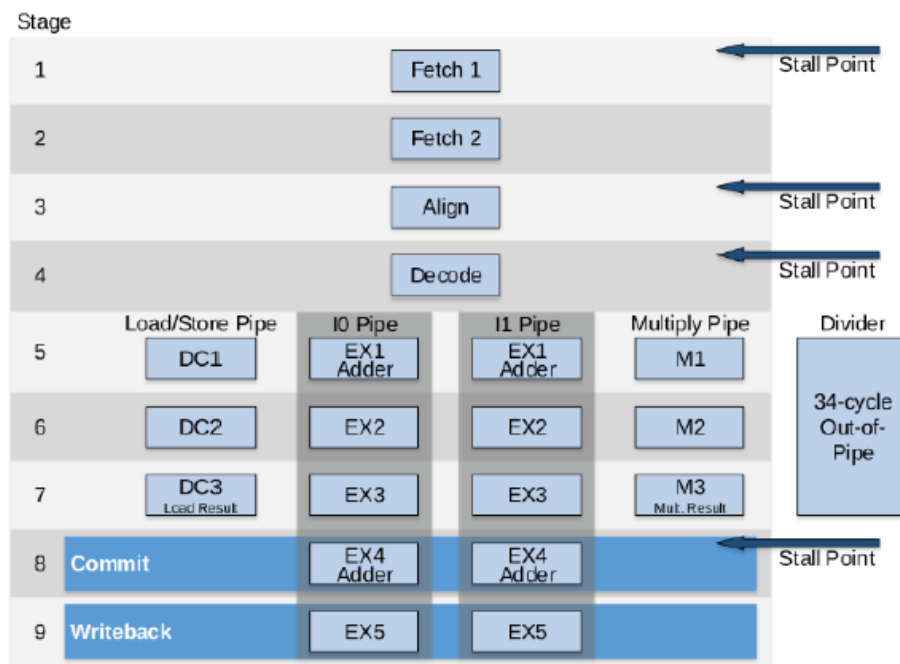 Stage
1
Fetch 1
Stall Point
2
Fetch 2
3
Align
Stall Point
4
Decode
Stall Point
Load/Store Pipe
I0 Pipe
I1 Pipe
Multiply Pipe
Divider
5
DC1
EX1
Adder
EX1
Adder
M1
34-cycle
Out-of-
Pipe
6
DC2
EX2
EX2
M2
7
DC3
Load Result
EX3
EX3
M3
Mult. Result
8
Commit
EX4
Adder
EX4
Adder
Stall Point
9
Writeback
EX5
EX5